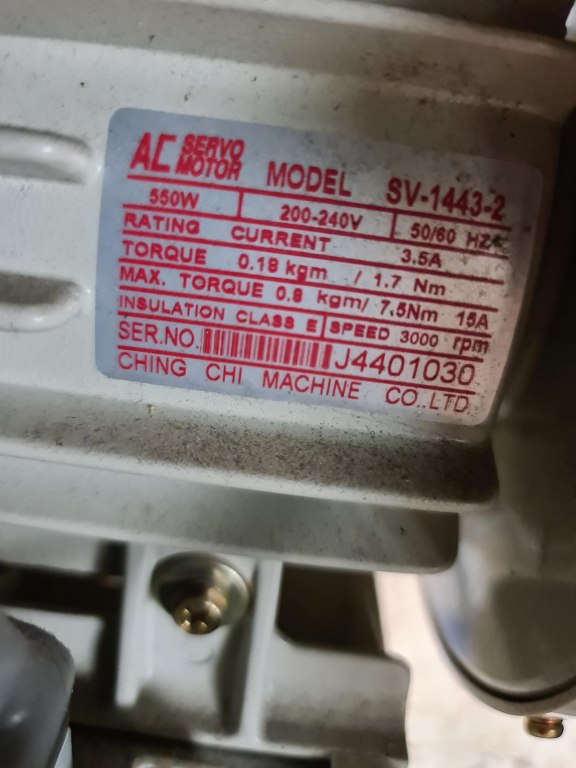 AC SERVO MOTOR MODEL SV-1443-2
550W 200-240V 50/60 HZ
RATING CURRENT 3.5A
TORQUE 0.18 kgm / 1.7 Nm
MAX. TORQUE 0.8 kgm/ 7.5Nm 15A
INSULATION CLASS E SPEED 3000 rpm
SER.NO. J4401030
CHING CHI MACHINE CO.,LTD